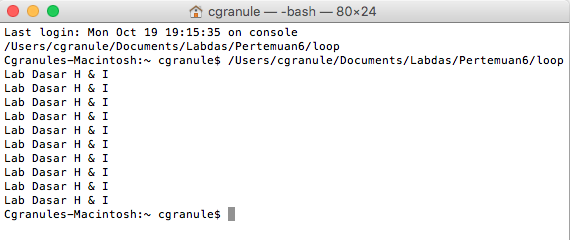 cgranule — -bash — 80×24
Last login: Mon Oct 19 19:15:35 on console
/Users/cgranule/Documents/Labdas/Pertemuan6/loop
Cgranules-Macintosh:~ cgranule$ /Users/cgranule/Documents/Labdas/Pertemuan6/loop
Lab Dasar H & I
Lab Dasar H & I
Lab Dasar H & I
Lab Dasar H & I
Lab Dasar H & I
Lab Dasar H & I
Lab Dasar H & I
Lab Dasar H & I
Lab Dasar H & I
Lab Dasar H & I
Cgranules-Macintosh:~ cgranule$